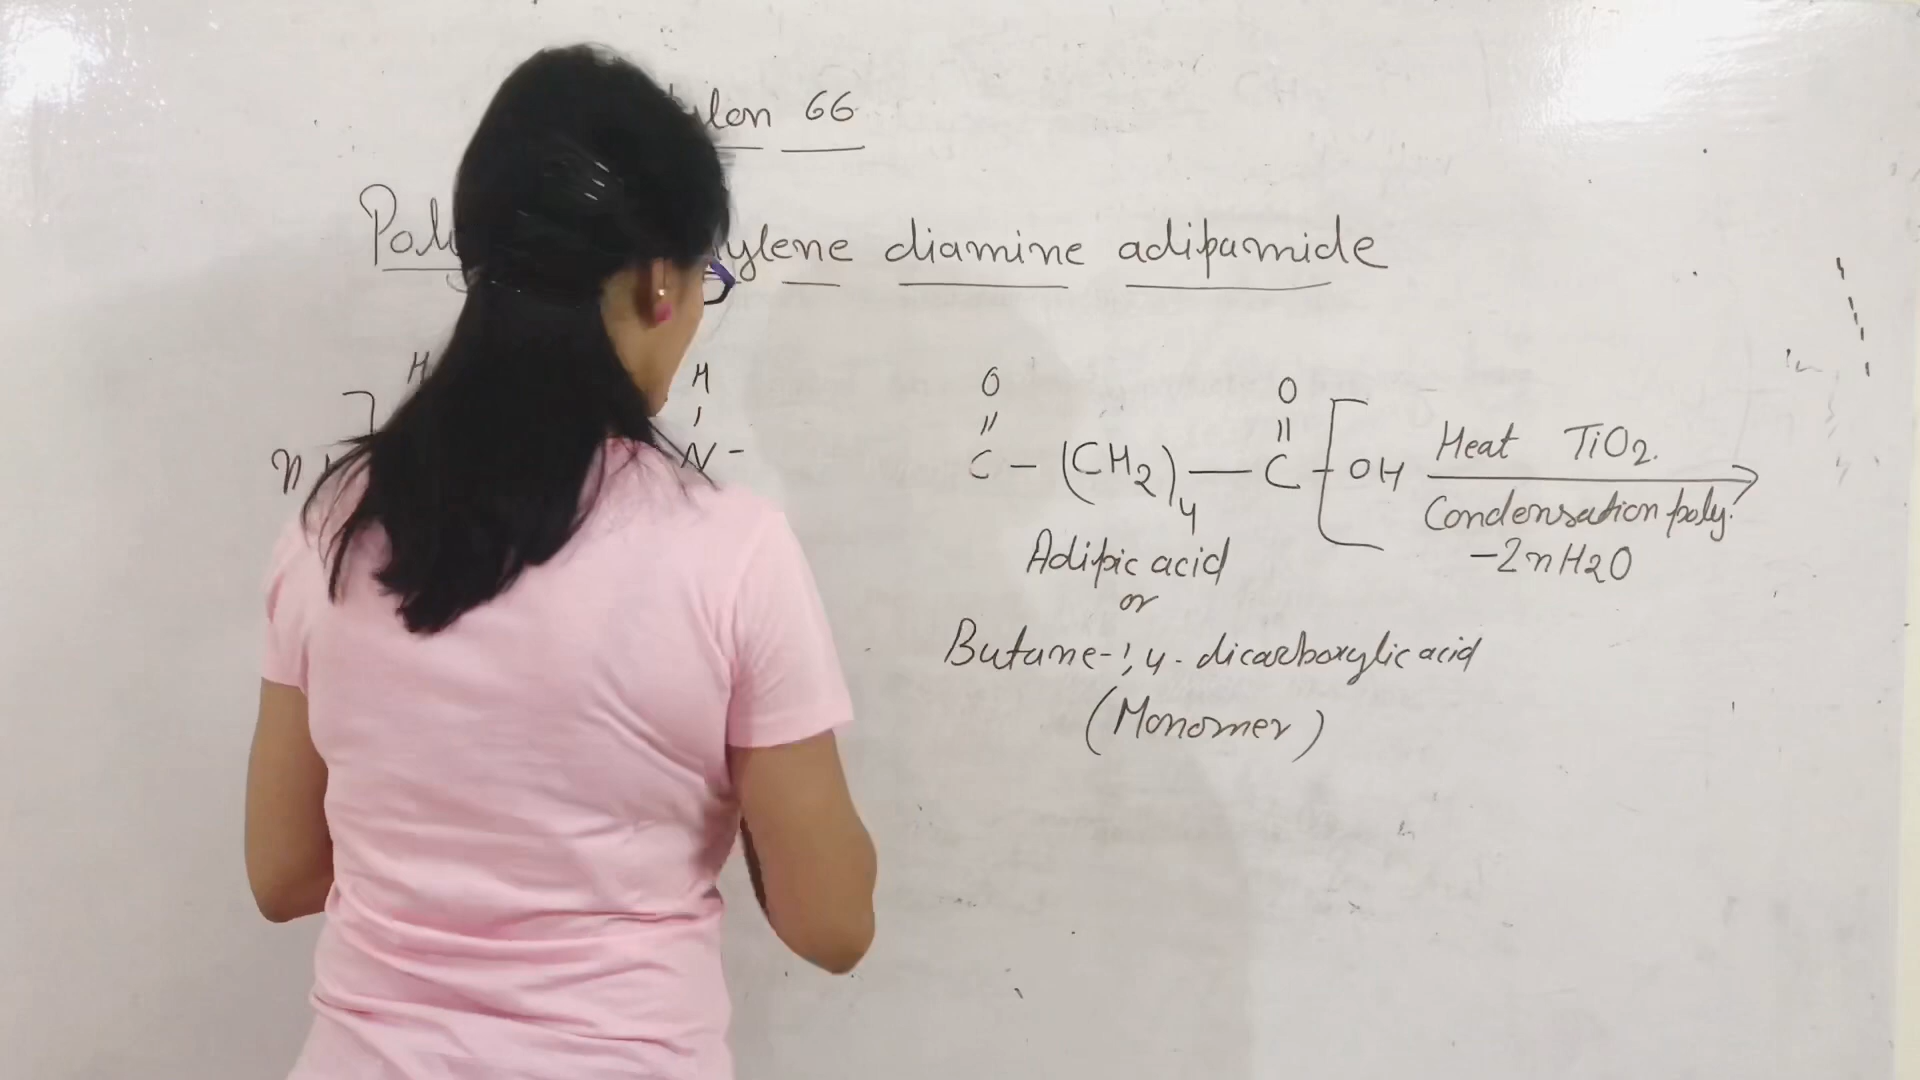 lon 66
Poly ylene diamine adipamide
H H O O
n N - C - (CH2)4 — C - OH Heat TiO2.
Condensation poly.
-2nH2O
Adipic acid
or
Butane-1,4-dicarboxylic acid
(Monomer)